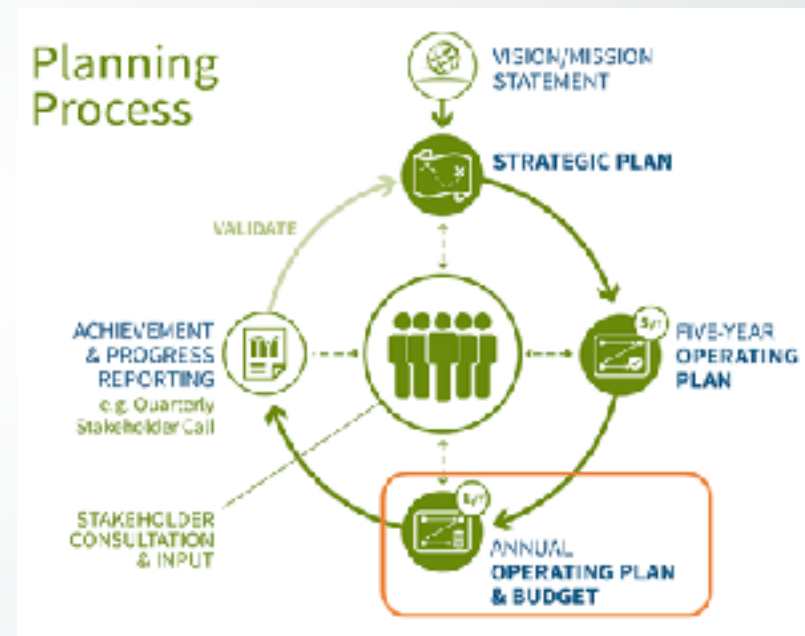 Planning
Process
VISION/MISSION
STATEMENT
STRATEGIC PLAN
VALIDATE
ACHIEVEMENT
& PROGRESS
REPORTING
e.g. Quarterly
Stakeholder Call
5yr
FIVE-YEAR
OPERATING
PLAN
STAKEHOLDER
CONSULTATION
& INPUT
ANNUAL
OPERATING PLAN
& BUDGET